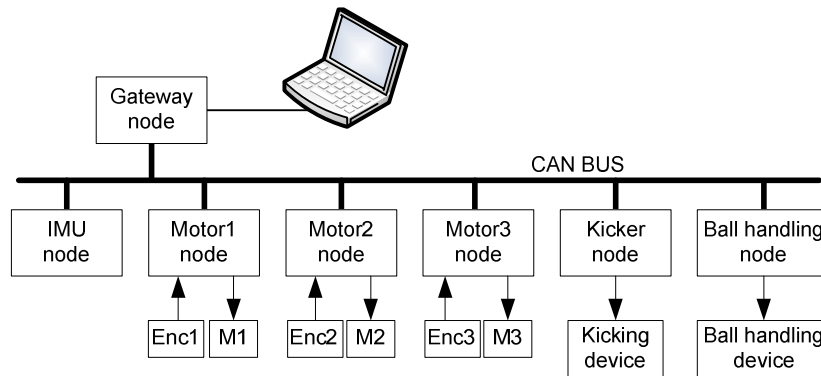 Gateway
node
CAN BUS
IMU
node
Motor1
node
Motor2
node
Motor3
node
Kicker
node
Ball handling
node
Enc1
M1
Enc2
M2
Enc3
M3
Kicking
device
Ball handling
device